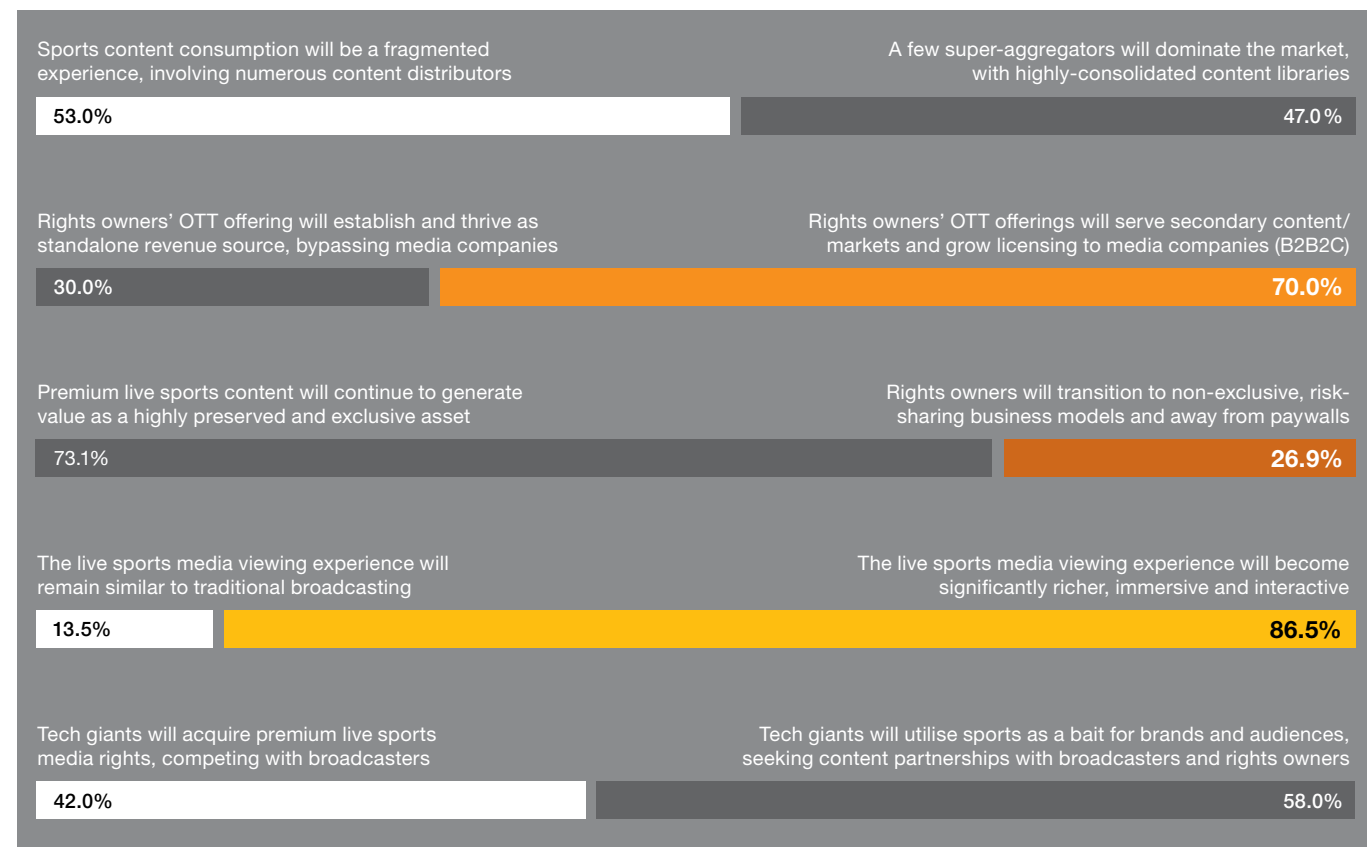 Sports content consumption will be a fragmented
experience, involving numerous content distributors
A few super-aggregators will dominate the market,
with highly-consolidated content libraries
53.0%
47.0%
Rights owners' OTT offering will establish and thrive as
standalone revenue source, bypassing media companies
Rights owners' OTT offerings will serve secondary content/
markets and grow licensing to media companies (B2B2C)
30.0%
70.0%
Premium live sports content will continue to generate
value as a highly preserved and exclusive asset
Rights owners will transition to non-exclusive, risk-
sharing business models and away from paywalls
73.1%
26.9%
The live sports media viewing experience will
remain similar to traditional broadcasting
The live sports media viewing experience will become
significantly richer, immersive and interactive
13.5%
86.5%
Tech giants will acquire premium live sports
media rights, competing with broadcasters
Tech giants will utilise sports as a bait for brands and audiences,
seeking content partnerships with broadcasters and rights owners
42.0%
58.0%